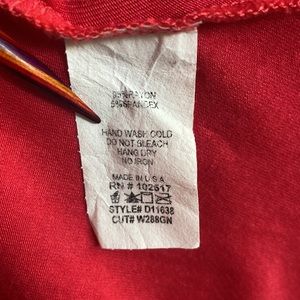 95% RAYON
5% SPANDEX
HAND WASH COLD
DO NOT BLEACH
HANG DRY
NO IRON
MADE IN U.S.A
RN # 102617
STYLE# D11638
CUT# W288GN